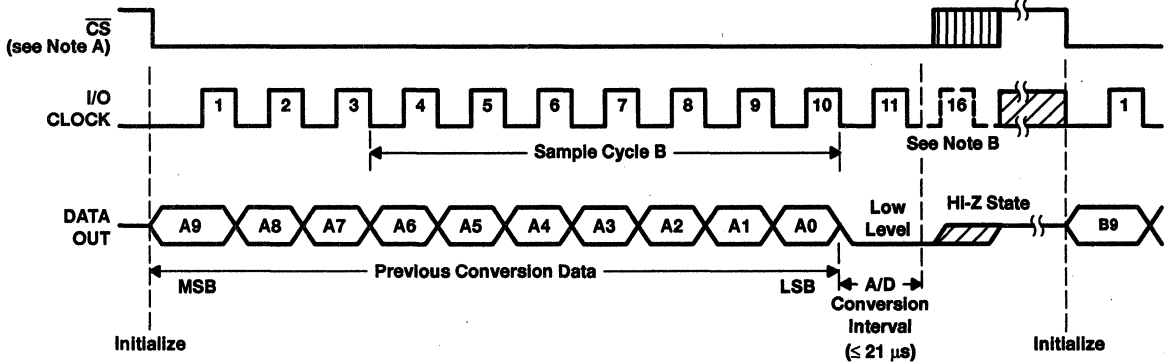 CS
(see Note A)
I/O
CLOCK
1 2 3 4 5 6 7 8 9 10 11 16 1
Sample Cycle B
See Note B
DATA
OUT
A9 A8 A7 A6 A5 A4 A3 A2 A1 A0
Low
Level
Hi-Z State
B9
Previous Conversion Data
MSB
LSB
A/D
Conversion
Interval
(≤ 21 μs)
Initialize
Initialize